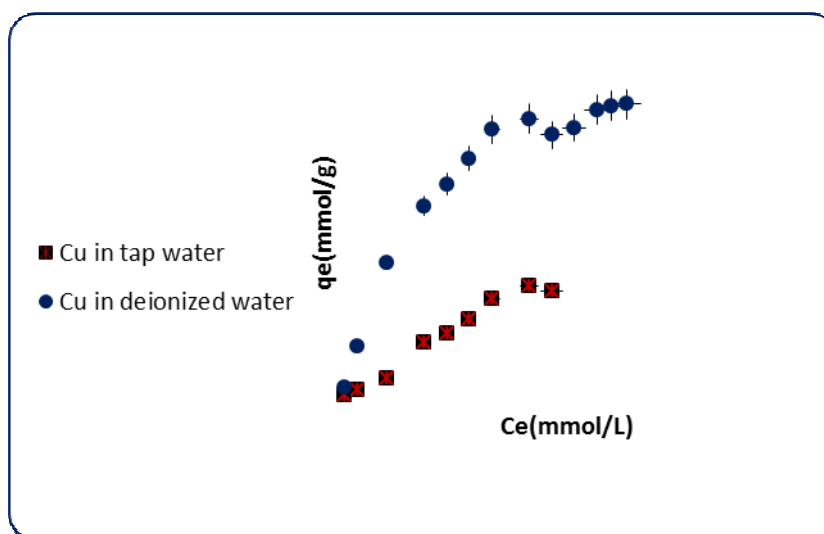 qe(mmol/g)
Cu in tap water
Cu in deionized water
Ce(mmol/L)